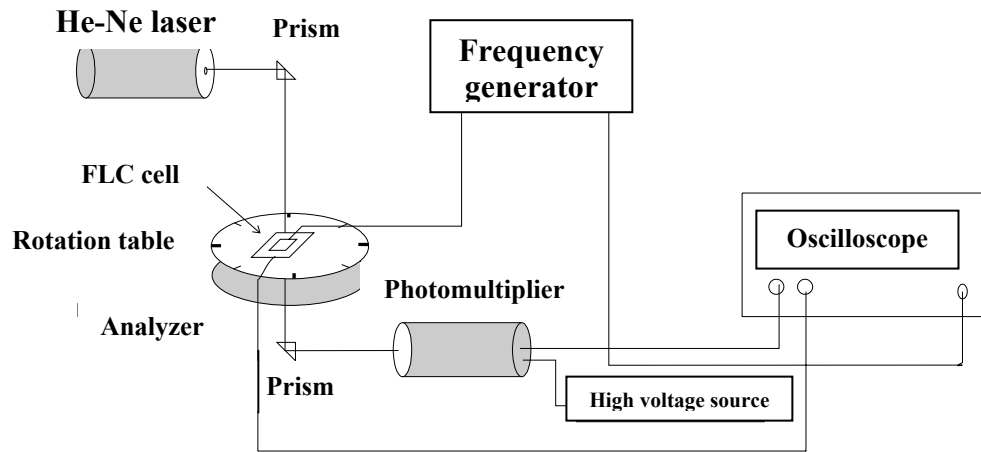 He-Ne laser
Prism
Frequency
generator
FLC cell
Rotation table
Oscilloscope
Photomultiplier
Analyzer
Prism
High voltage source